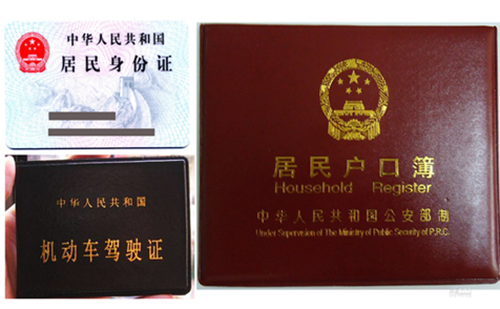 中华人民共和国
居民身份证
中华人民共和国
机动车驾驶证
居民户口簿
Household Register
中华人民共和国公安部制
Under Supervision of The Ministry of Public Security of P.R.C.